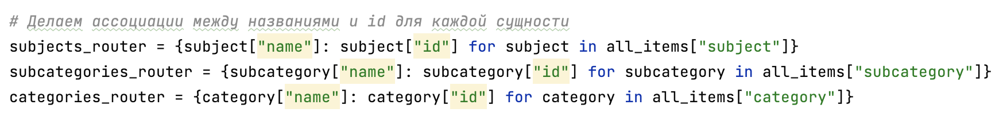 # Делаем ассоциации между названиями и id для каждой сущности
subjects_router = {subject["name"]: subject["id"] for subject in all_items["subject"]}
subcategories_router = {subcategory["name"]: subcategory["id"] for subcategory in all_items["subcategory"]}
categories_router = {category["name"]: category["id"] for category in all_items["category"]}